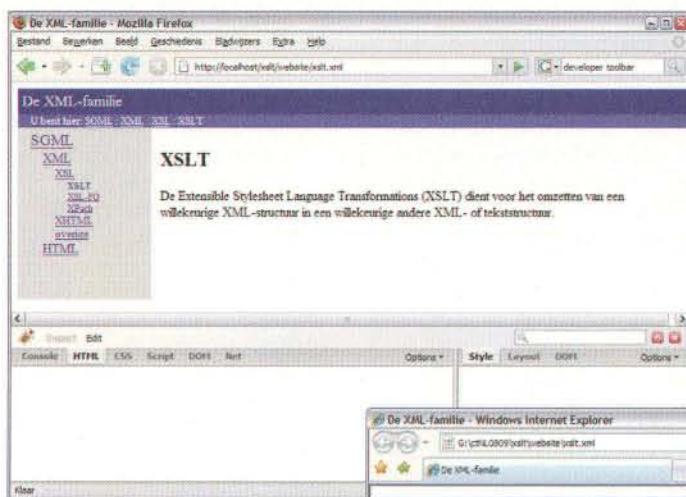 De XML-familie - Mozilla Firefox
Bestand Bewerken Beeld Geschiedenis Bladwijzers Extra Help
http://localhost/xslt/website/xslt.xml
developer toolbar
De XML-familie
U bent hier: SGML XML XSL XSLT
SGML
XML
XSL
XSLT
XSL-FO
XPath
XHTML
overige
HTML
XSLT
De Extensible Stylesheet Language Transformations (XSLT) dient voor het omzetten van een
willekeurige XML-structuur in een willekeurige andere XML- of tekststructuur.
Inspect Edit
Console HTML CSS Script DOM Net Options
Style Layout DOM Options
De XML-familie - Windows Internet Explorer
De XML-familie
Klaar